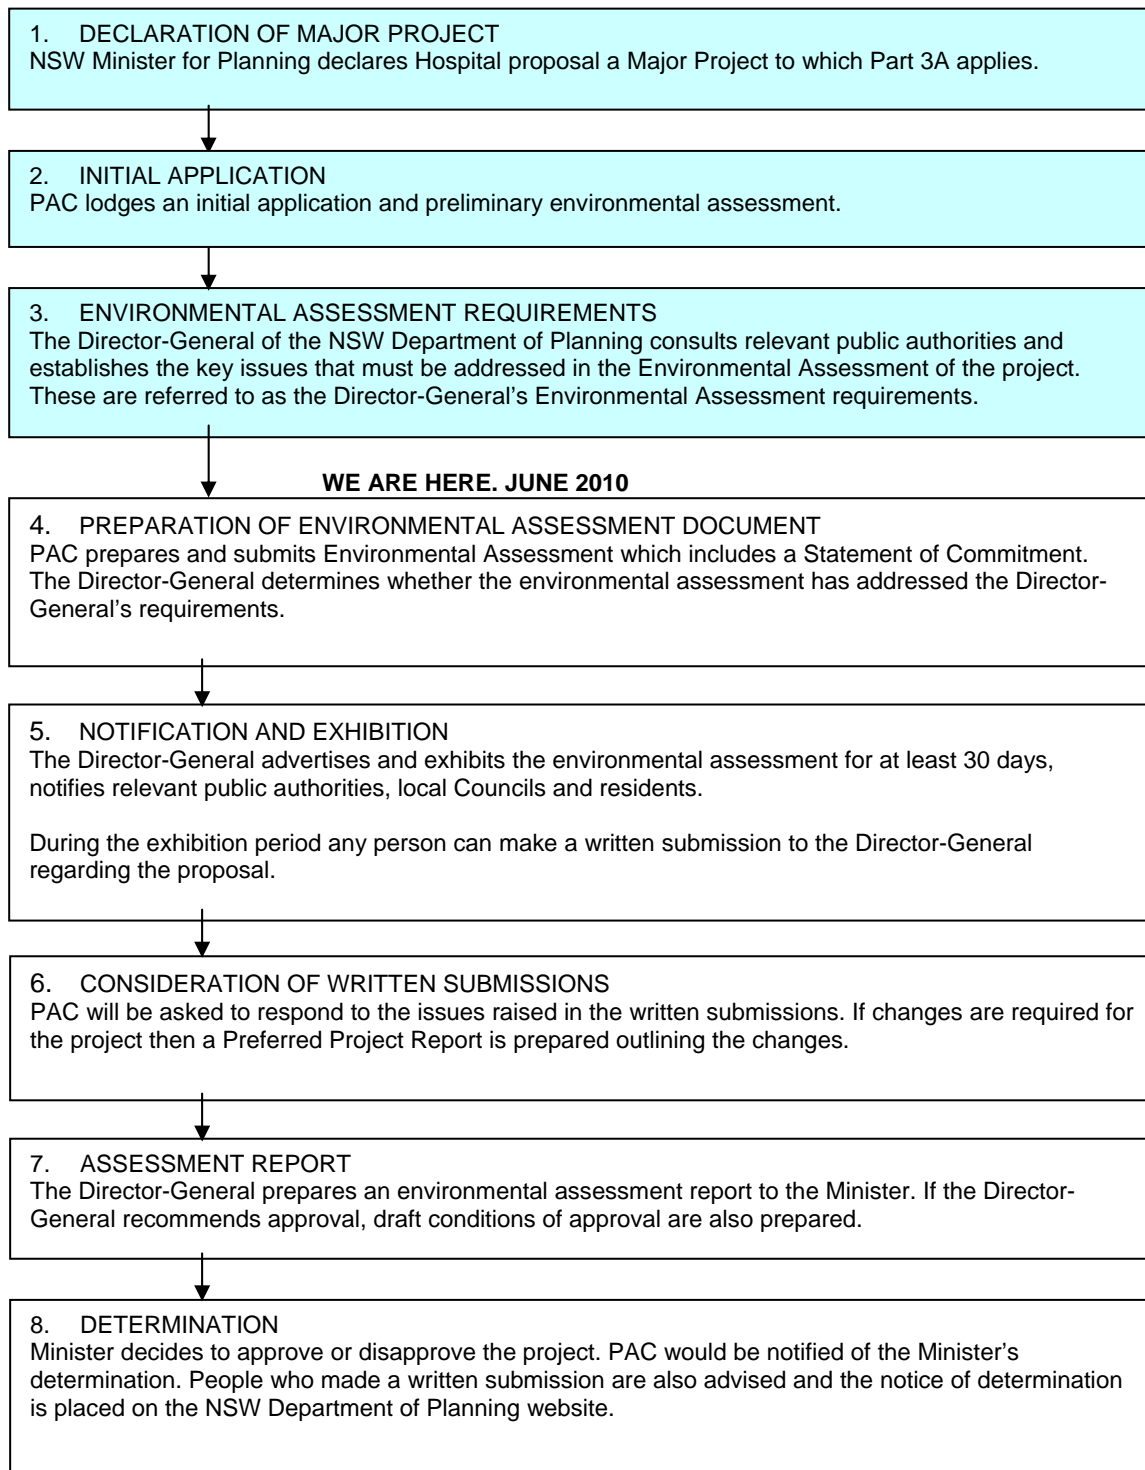 1. DECLARATION OF MAJOR PROJECT
NSW Minister for Planning declares Hospital proposal a Major Project to which Part 3A applies.
2. INITIAL APPLICATION
PAC lodges an initial application and preliminary environmental assessment.
3. ENVIRONMENTAL ASSESSMENT REQUIREMENTS
The Director-General of the NSW Department of Planning consults relevant public authorities and
establishes the key issues that must be addressed in the Environmental Assessment of the project.
These are referred to as the Director-General's Environmental Assessment requirements.
WE ARE HERE. JUNE 2010
4. PREPARATION OF ENVIRONMENTAL ASSESSMENT DOCUMENT
PAC prepares and submits Environmental Assessment which includes a Statement of Commitment.
The Director-General determines whether the environmental assessment has addressed the Director-
General's requirements.
5. NOTIFICATION AND EXHIBITION
The Director-General advertises and exhibits the environmental assessment for at least 30 days,
notifies relevant public authorities, local Councils and residents.
During the exhibition period any person can make a written submission to the Director-General
regarding the proposal.
6. CONSIDERATION OF WRITTEN SUBMISSIONS
PAC will be asked to respond to the issues raised in the written submissions. If changes are required for
the project then a Preferred Project Report is prepared outlining the changes.
7. ASSESSMENT REPORT
The Director-General prepares an environmental assessment report to the Minister. If the Director-
General recommends approval, draft conditions of approval are also prepared.
8. DETERMINATION
Minister decides to approve or disapprove the project. PAC would be notified of the Minister's
determination. People who made a written submission are also advised and the notice of determination
is placed on the NSW Department of Planning website.